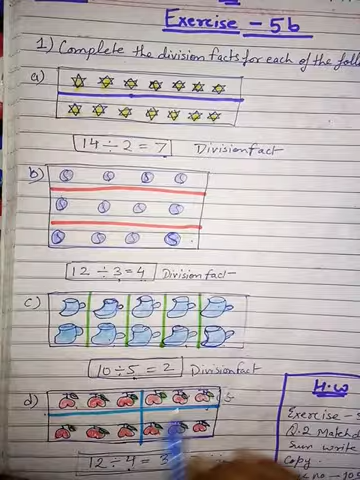 Exercise - 5b
1) Complete the division facts for each of the
a)
14 ÷ 2 = 7 Division fact
b)
12 ÷ 3 = 4 Division fact
c)
10 ÷ 5 = 2 Division fact
d)
12 ÷ 4 = 3
H.W
Exercise -
Q.2 Match
Sum write
Copy.